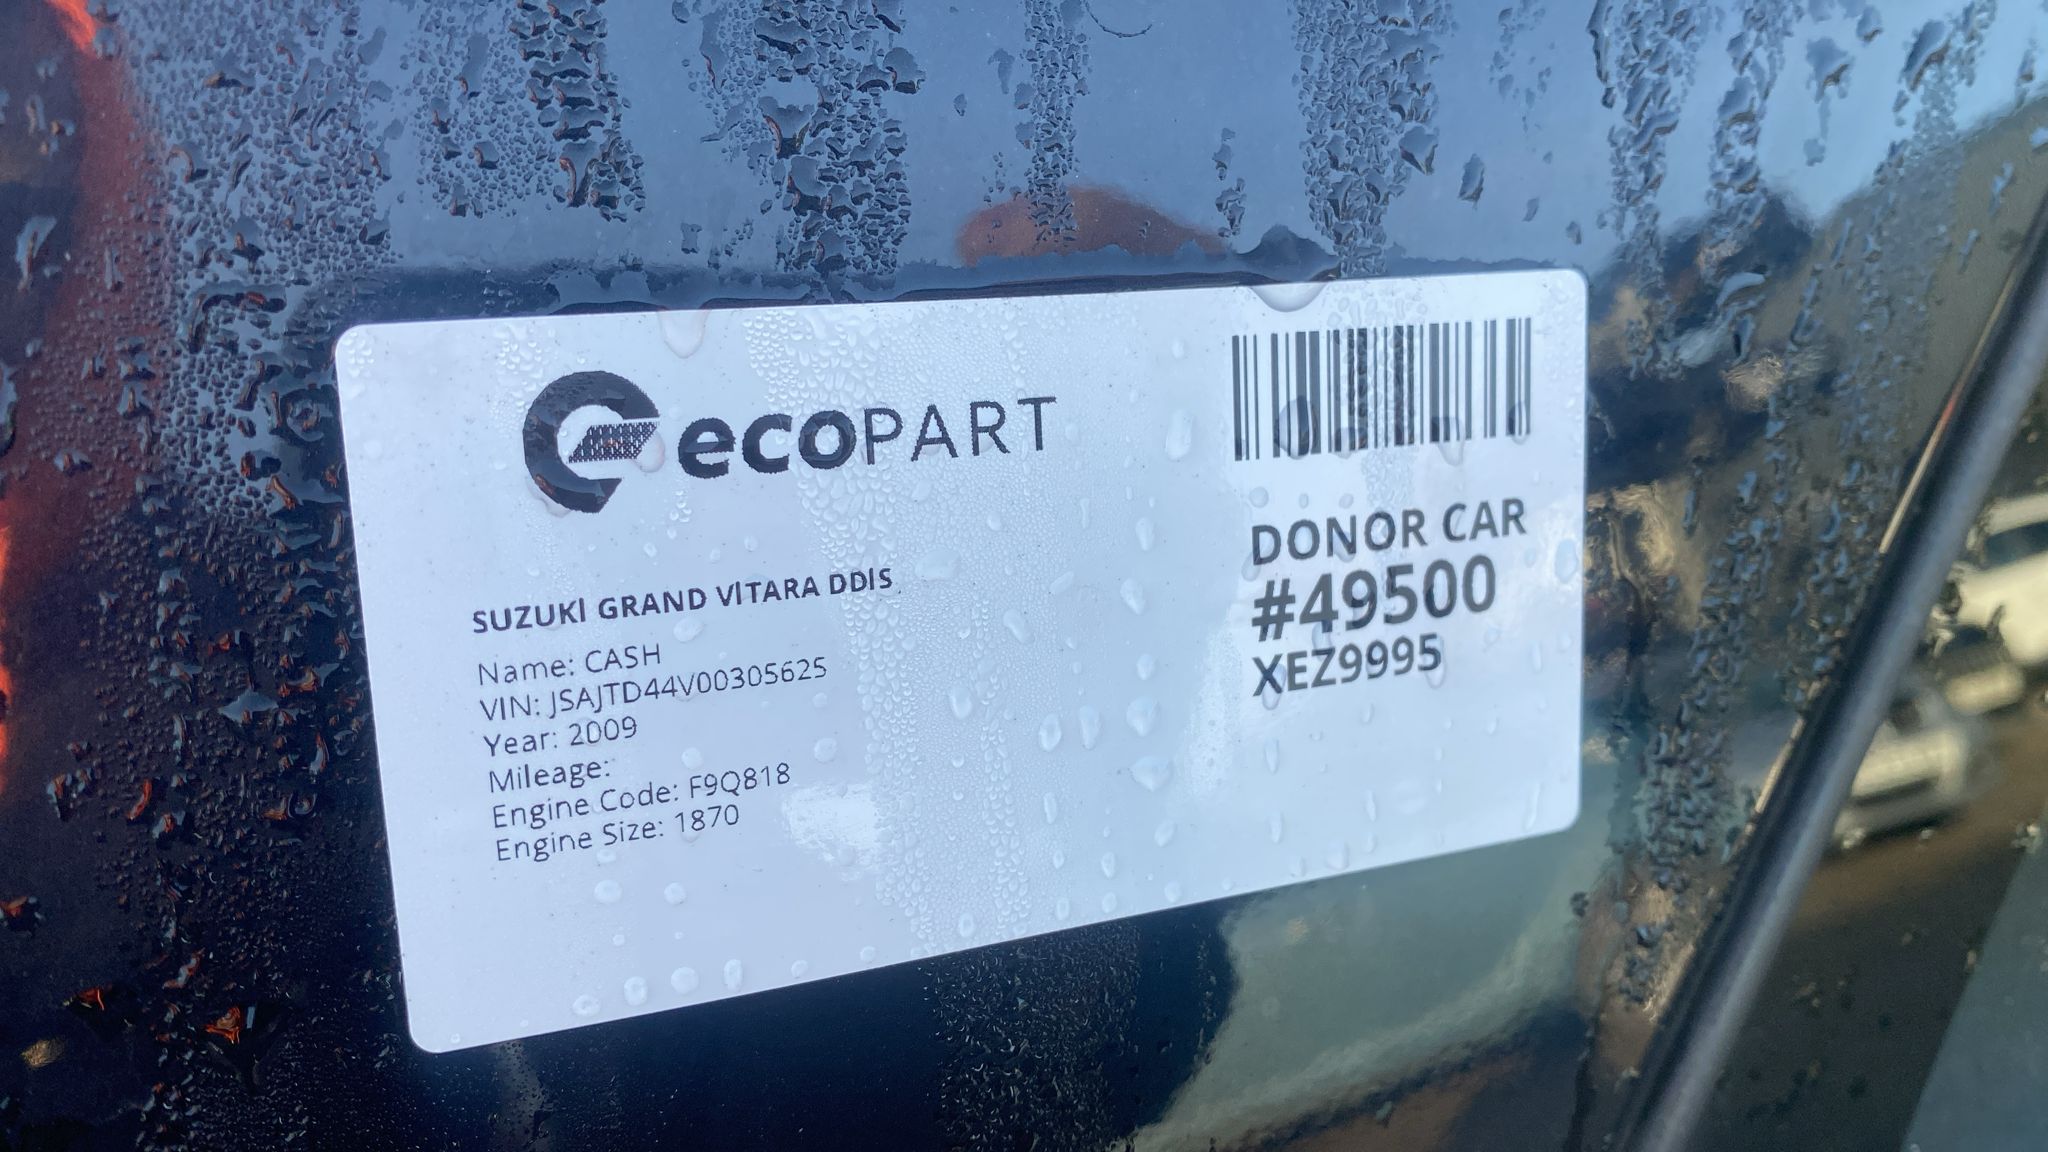 ecoPART
SUZUKI GRAND VITARA DDIS
Name: CASH
VIN: JSAJTD44V00305625
Year: 2009
Mileage:
Engine Code: F9Q818
Engine Size: 1870
DONOR CAR
#49500
XEZ9995